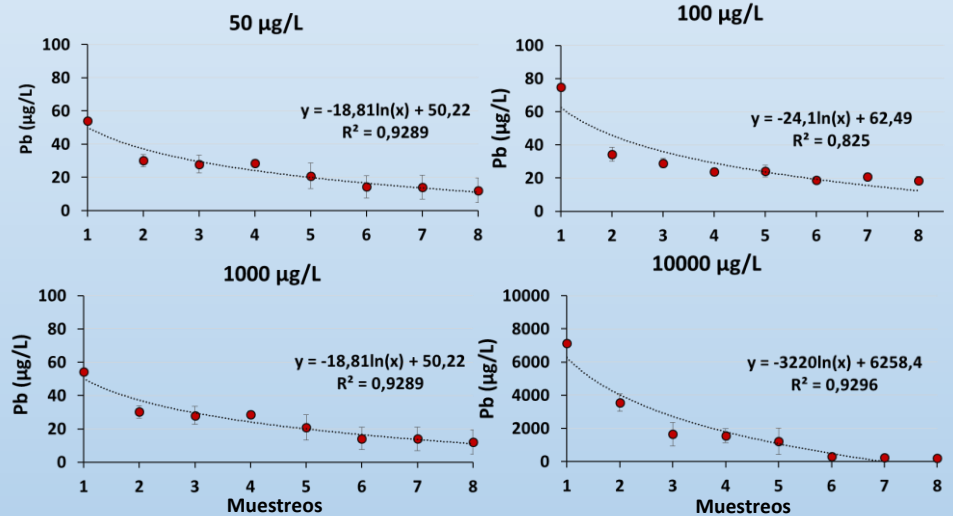 50 µg/L
Pb (µg/L)
100
80
60
40
20
0
y = -18,81ln(x) + 50,22
R² = 0,9289
1 2 3 4 5 6 7 8
100 µg/L
Pb (µg/L)
100
80
60
40
20
0
y = -24,1ln(x) + 62,49
R² = 0,825
1 2 3 4 5 6 7 8
1000 µg/L
Pb (µg/L)
100
80
60
40
20
0
y = -18,81ln(x) + 50,22
R² = 0,9289
1 2 3 4 5 6 7 8
Muestreos
10000 µg/L
Pb (µg/L)
10000
8000
6000
4000
2000
0
y = -3220ln(x) + 6258,4
R² = 0,9296
1 2 3 4 5 6 7 8
Muestreos